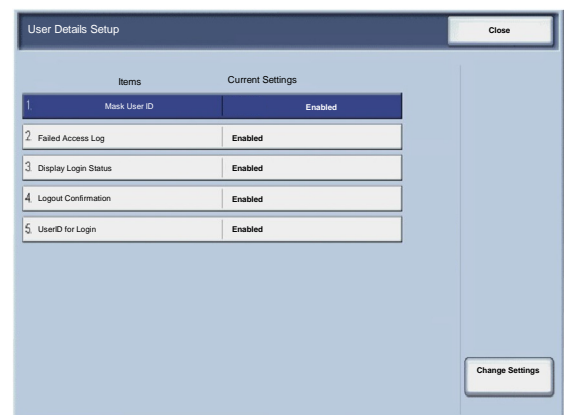 User Details Setup
Close
Items Current Settings
1. Mask User ID Enabled
2. Failed Access Log Enabled
3. Display Login Status Enabled
4. Logout Confirmation Enabled
5. UserID for Login Enabled
Change Settings